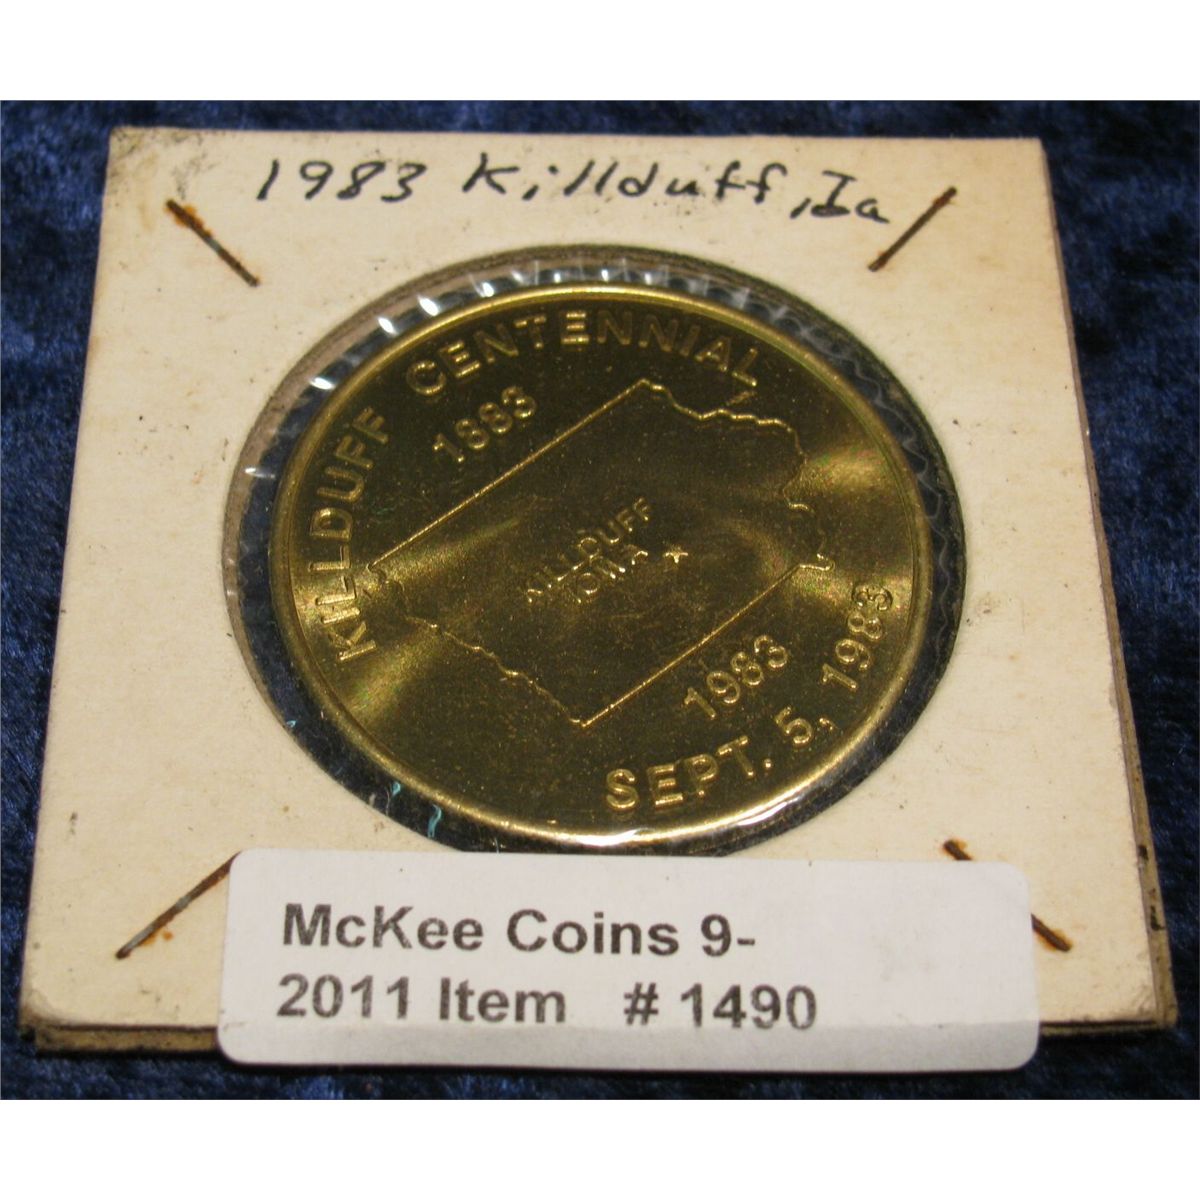 1983 Killduff, Ia
KILLDUFF CENTENNIAL
1883
KILLDUFF
IOWA
1983
SEPT. 5, 1983
McKee Coins 9-
2011 Item # 1490